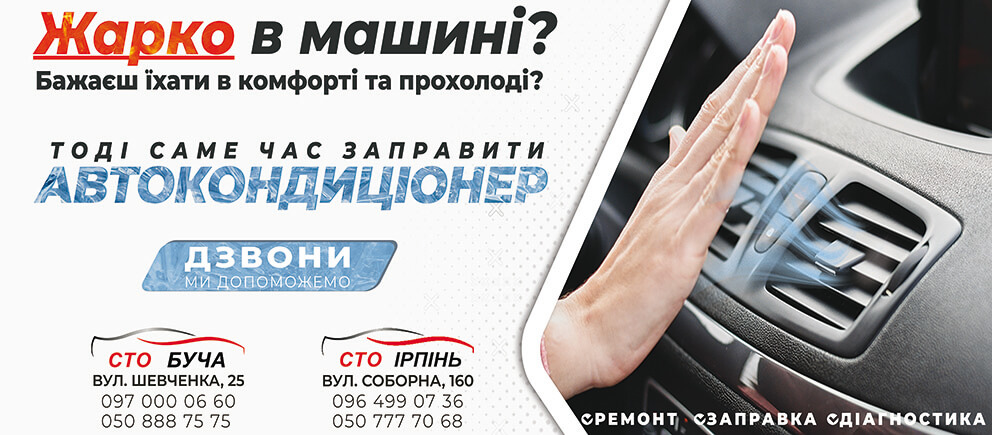 Жарко в машині?
Бажаєш їхати в комфорті та прохолоді?
ТОДІ САМЕ ЧАС ЗАПРАВИТИ
АВТОКОНДИЦІОНЕР
ДЗВОНИ
МИ ДОПОМОЖЕМО
СТО БУЧА
ВУЛ. ШЕВЧЕНКА, 25
097 000 06 60
050 888 75 75
СТО ІРПІНЬ
ВУЛ. СОБОРНА, 160
096 499 07 36
050 777 70 68
РЕМОНТ ЗАПРАВКА ДІАГНОСТИКА